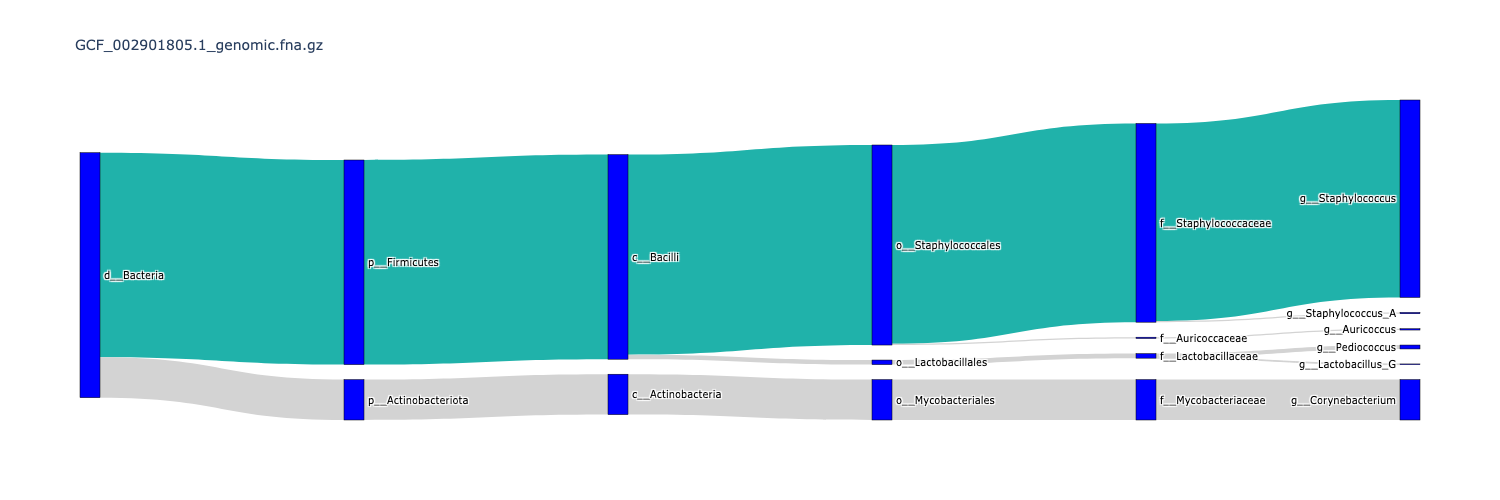 GCF_002901805.1_genomic.fna.gz
d__Bacteria
p__Firmicutes
p__Actinobacteriota
c__Bacilli
c__Actinobacteria
o__Staphylococcales
o__Lactobacillales
o__Mycobacteriales
f__Staphylococcaceae
f__Auricoccaceae
f__Lactobacillaceae
f__Mycobacteriaceae
g__Staphylococcus
g__Staphylococcus_A
g__Auricoccus
g__Pediococcus
g__Lactobacillus_G
g__Corynebacterium